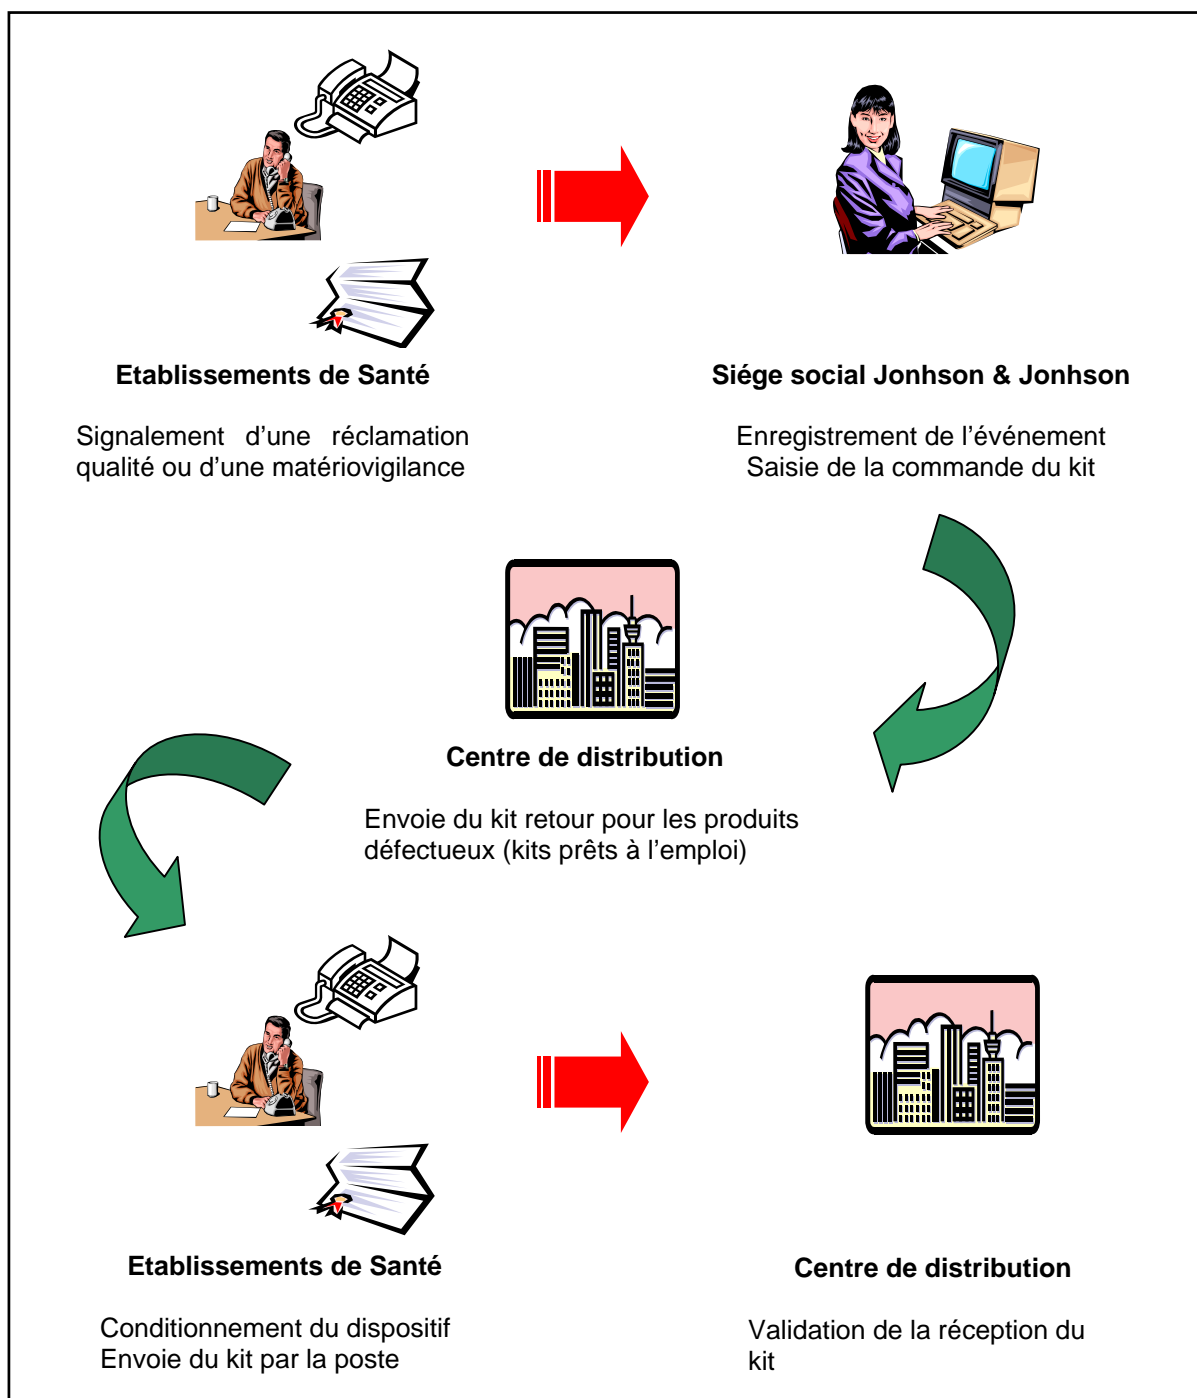 Etablissements de Santé
Signalement d’une réclamation
qualité ou d’une matériovigilance
Siége social Jonhson & Jonhson
Enregistrement de l’événement
Saisie de la commande du kit
Centre de distribution
Envoie du kit retour pour les produits
défectueux (kits prêts à l’emploi)
Etablissements de Santé
Conditionnement du dispositif
Envoie du kit par la poste
Centre de distribution
Validation de la réception du
kit